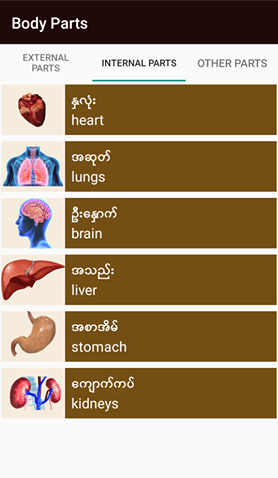 Body Parts
EXTERNAL
PARTS
INTERNAL PARTS
OTHER PARTS
နှလုံး
heart
အဆုတ်
lungs
ဦးနှောက်
brain
အသည်း
liver
အစာအိမ်
stomach
ကျောက်ကပ်
kidneys